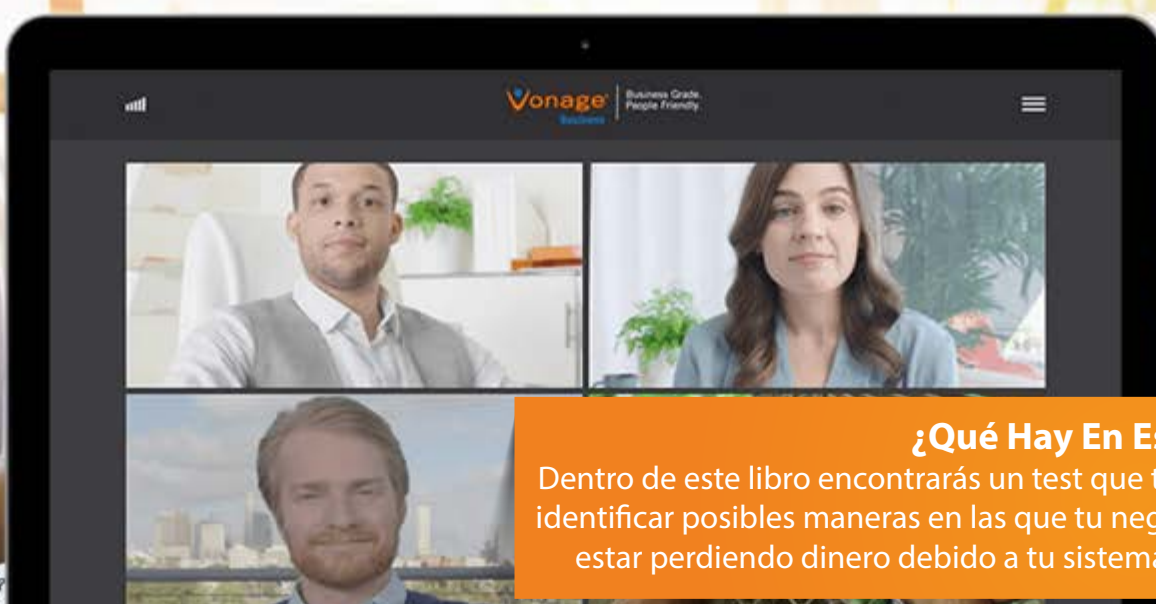 Vonage
Business
Business Grade.
People Friendly.
¿Qué Hay En Es
Dentro de este libro encontrarás un test que t
identificar posibles maneras en las que tu neg
estar perdiendo dinero debido a tu sistema